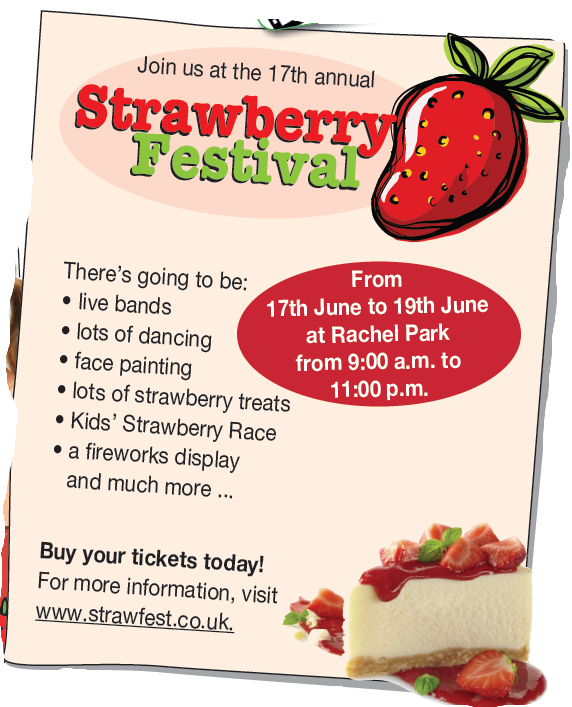 Join us at the 17th annual
Strawberry
Festival
There's going to be:
• live bands
• lots of dancing
• face painting
• lots of strawberry treats
• Kids' Strawberry Race
• a fireworks display
and much more ...
From
17th June to 19th June
at Rachel Park
from 9:00 a.m. to
11:00 p.m.
Buy your tickets today!
For more information, visit
www.strawfest.co.uk.